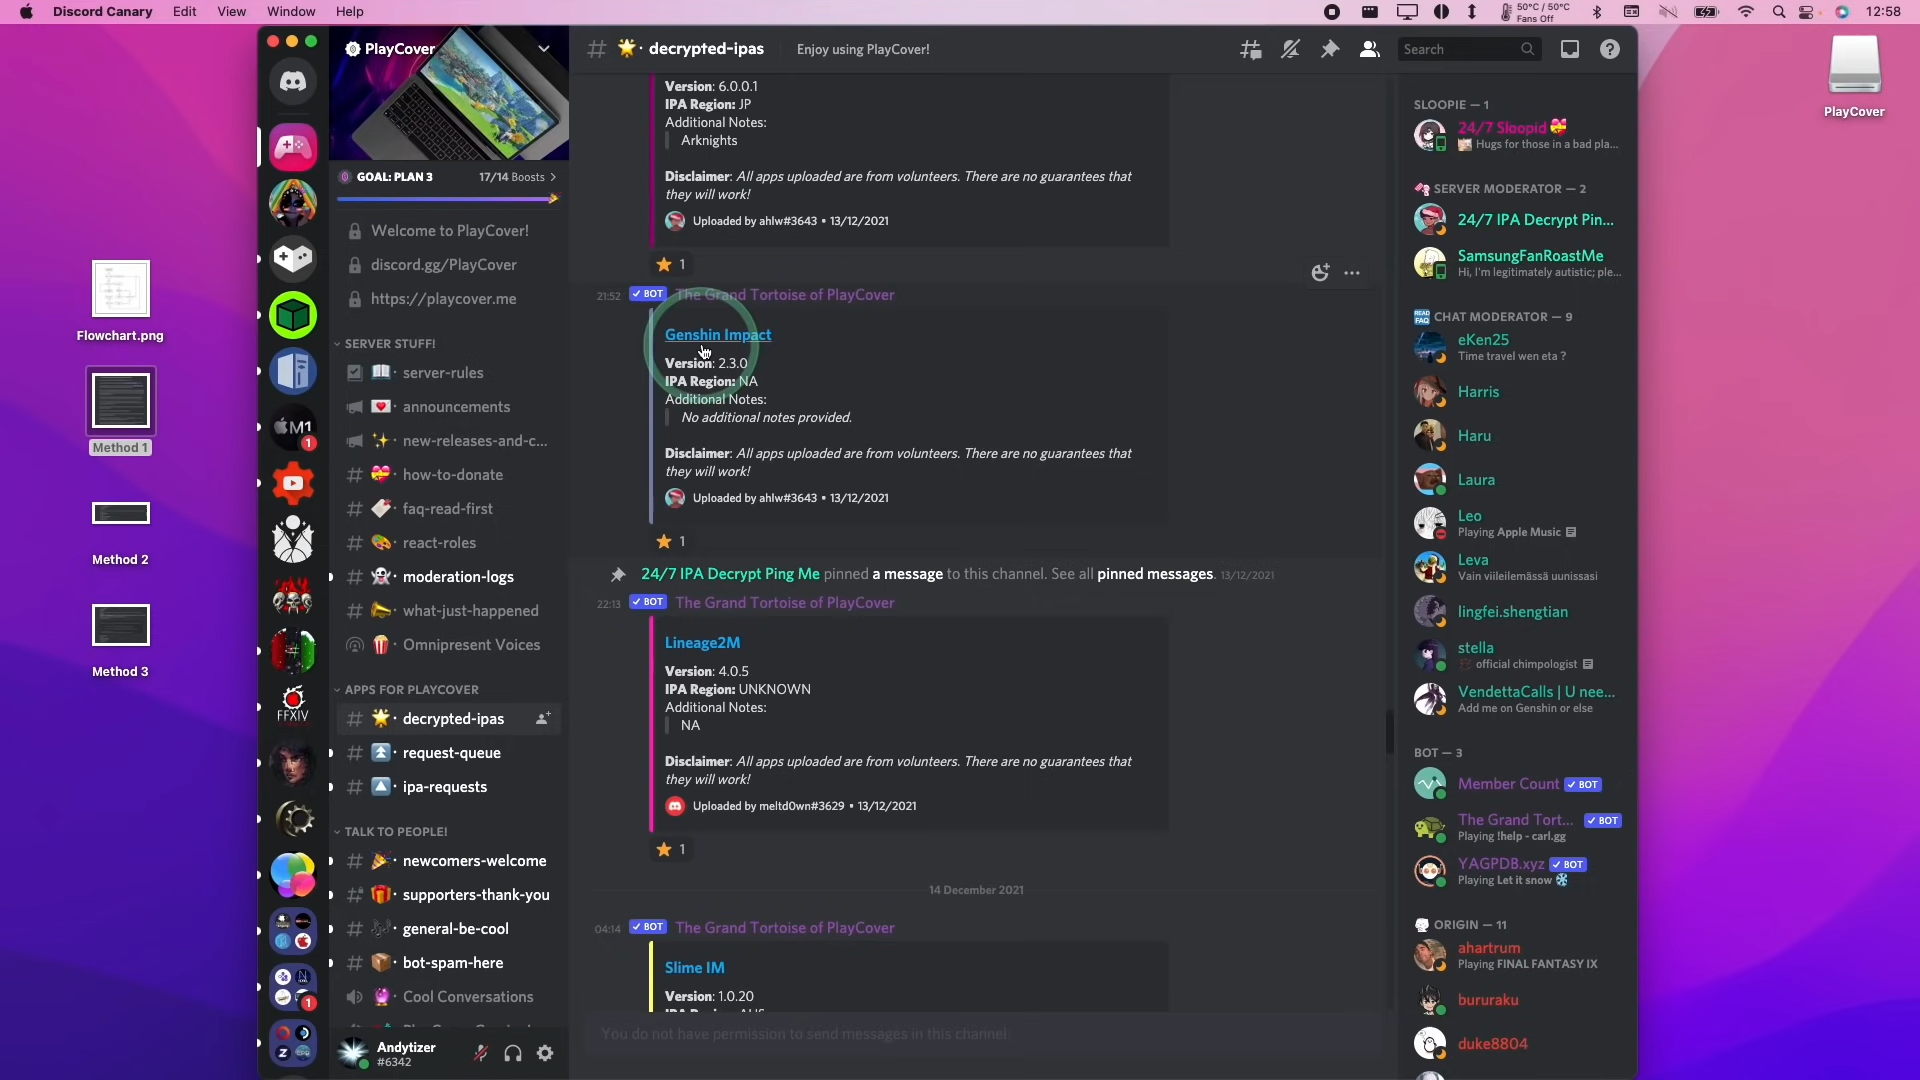 Discord Canary Edit View Window Help
50°C / 50°C
Fans Off
12:58
PlayCover
Flowchart.png
Method 1
Method 2
Method 3
M1
1
FFXIV
1
PlayCover
GOAL: PLAN 3 17/14 Boosts
Welcome to PlayCover!
discord.gg/PlayCover
https://playcover.me
SERVER STUFF!
server-rules
announcements
new-releases-and-c...
how-to-donate
faq-read-first
react-roles
moderation-logs
what-just-happened
Omnipresent Voices
APPS FOR PLAYCOVER
decrypted-ipas
request-queue
ipa-requests
TALK TO PEOPLE!
newcomers-welcome
supporters-thank-you
general-be-cool
bot-spam-here
Cool Conversations
Andytizer
#6342
decrypted-ipas Enjoy using PlayCover!
Search
Version: 6.0.0.1
IPA Region: JP
Additional Notes:
Arknights
Disclaimer: All apps uploaded are from volunteers. There are no guarantees that
they will work!
Uploaded by ahlw#3643 • 13/12/2021
1
21:52 BOT The Grand Tortoise of PlayCover
Genshin Impact
Version: 2.3.0
IPA Region: NA
Additional Notes:
No additional notes provided.
Disclaimer: All apps uploaded are from volunteers. There are no guarantees that
they will work!
Uploaded by ahlw#3643 • 13/12/2021
1
24/7 IPA Decrypt Ping Me pinned a message to this channel. See all pinned messages. 13/12/2021
22:13 BOT The Grand Tortoise of PlayCover
Lineage2M
Version: 4.0.5
IPA Region: UNKNOWN
Additional Notes:
NA
Disclaimer: All apps uploaded are from volunteers. There are no guarantees that
they will work!
Uploaded by meltd0wn#3629 • 13/12/2021
1
14 December 2021
04:14 BOT The Grand Tortoise of PlayCover
Slime IM
Version: 1.0.20
You do not have permission to send messages in this channel.
SLOOPIE — 1
24/7 Sloopid
Hugs for those in a bad pla...
SERVER MODERATOR — 2
24/7 IPA Decrypt Pin...
SamsungFanRoastMe
Hi, I'm legitimately autistic; ple...
READ FAQ CHAT MODERATOR — 9
eKen25
Time travel wen eta ?
Harris
Haru
Laura
Leo
Playing Apple Music
Leva
Vain viileilemässä uunissasi
lingfei.shengtian
stella
official chimpologist
VendettaCalls | U nee...
Add me on Genshin or else
BOT — 3
Member Count BOT
The Grand Tort... BOT
Playing !help - carl.gg
YAGPDB.xyz BOT
Playing Let it snow
ORIGIN — 11
ahartrum
Playing FINAL FANTASY IX
bururaku
duke8804